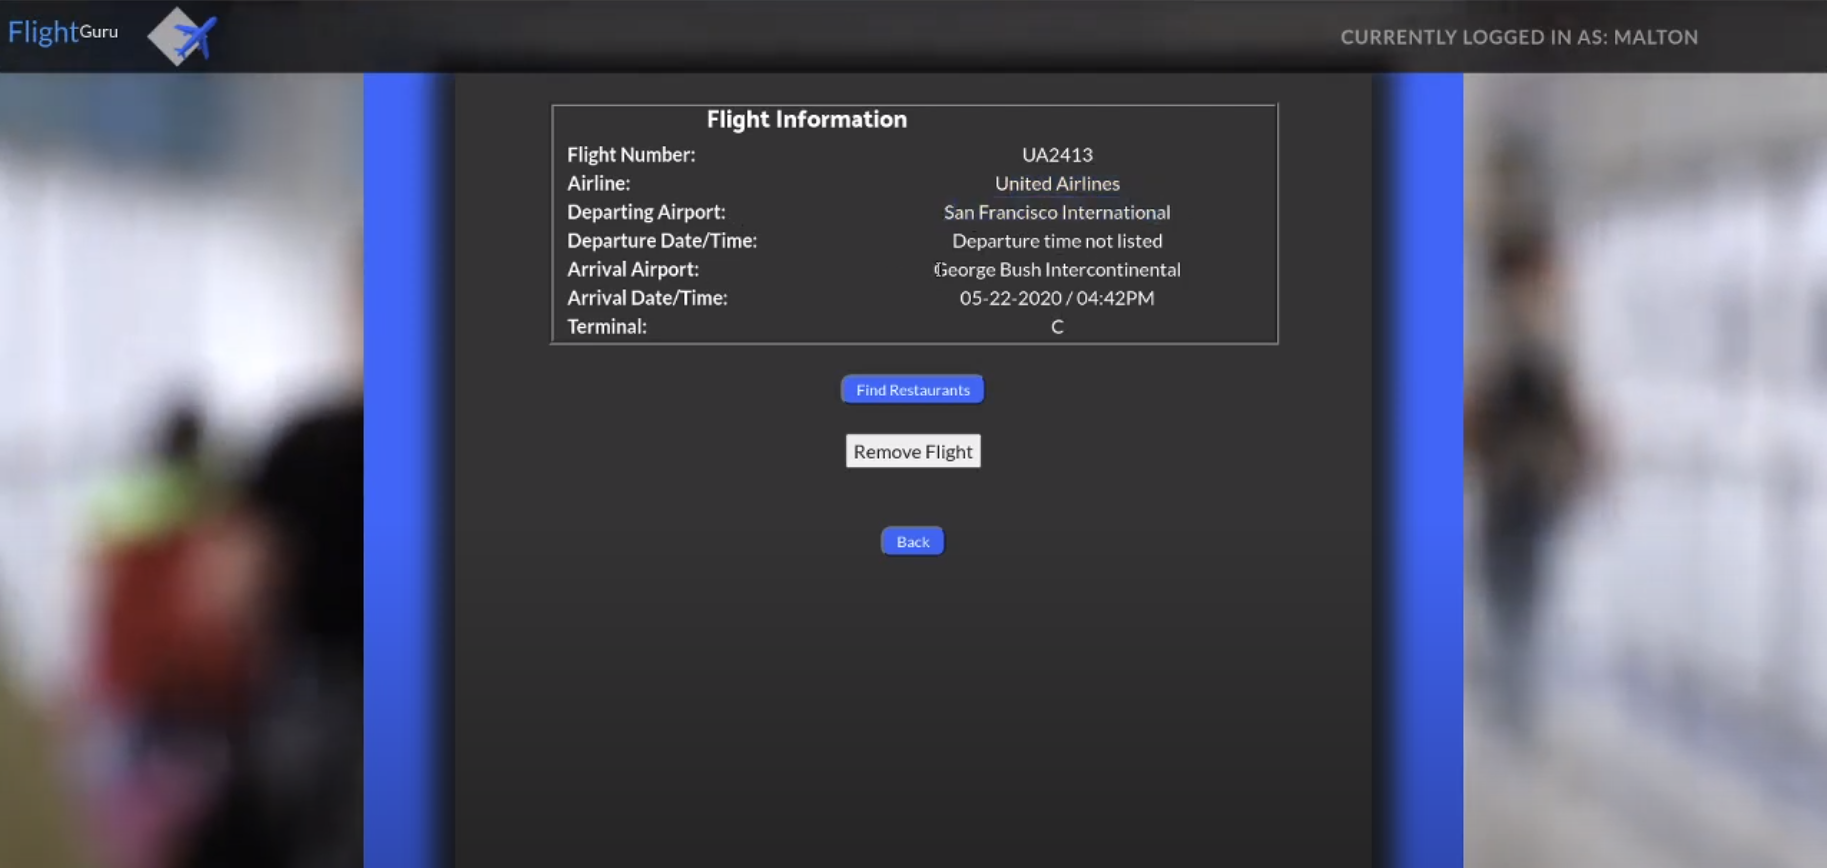 FlightGuru
CURRENTLY LOGGED IN AS: MALTON
Flight Information
Flight Number: UA2413
Airline: United Airlines
Departing Airport: San Francisco International
Departure Date/Time: Departure time not listed
Arrival Airport: George Bush Intercontinental
Arrival Date/Time: 05-22-2020 / 04:42PM
Terminal: C
Find Restaurants
Remove Flight
Back